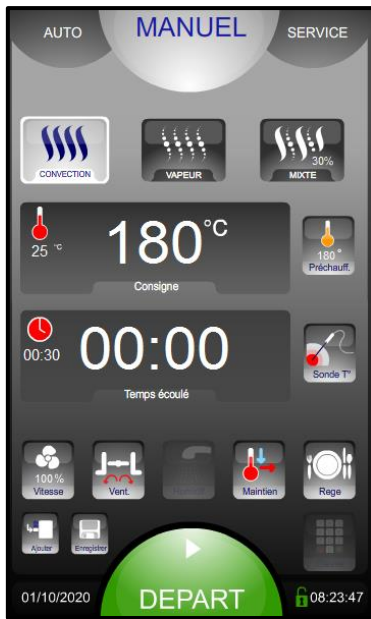 AUTO
MANUEL
SERVICE
CONVECTION
VAPEUR
30%
MIXTE
25 °C
180°C
Consigne
180°
Préchauff.
00:30
00:00
Temps écoulé
Sonde T°
100%
Vitesse
Vent.
Maintien
Rege
Ajouter
Enregistrer
DEPART
01/10/2020
08:23:47